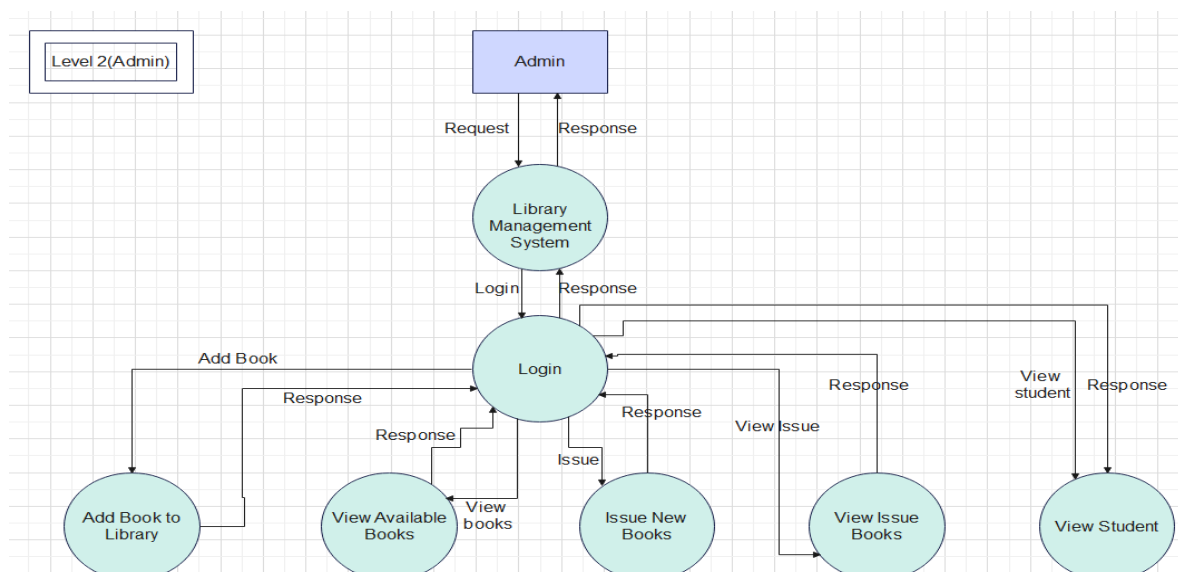 Level 2(Admin)
Admin
Request
Response
Library
Management
System
Login
Response
Add Book
Login
Response
Response
Response
View Issue
Response
View
student
Response
Issue
View
books
Add Book to
Library
View Available
Books
Issue New
Books
View Issue
Books
View Student